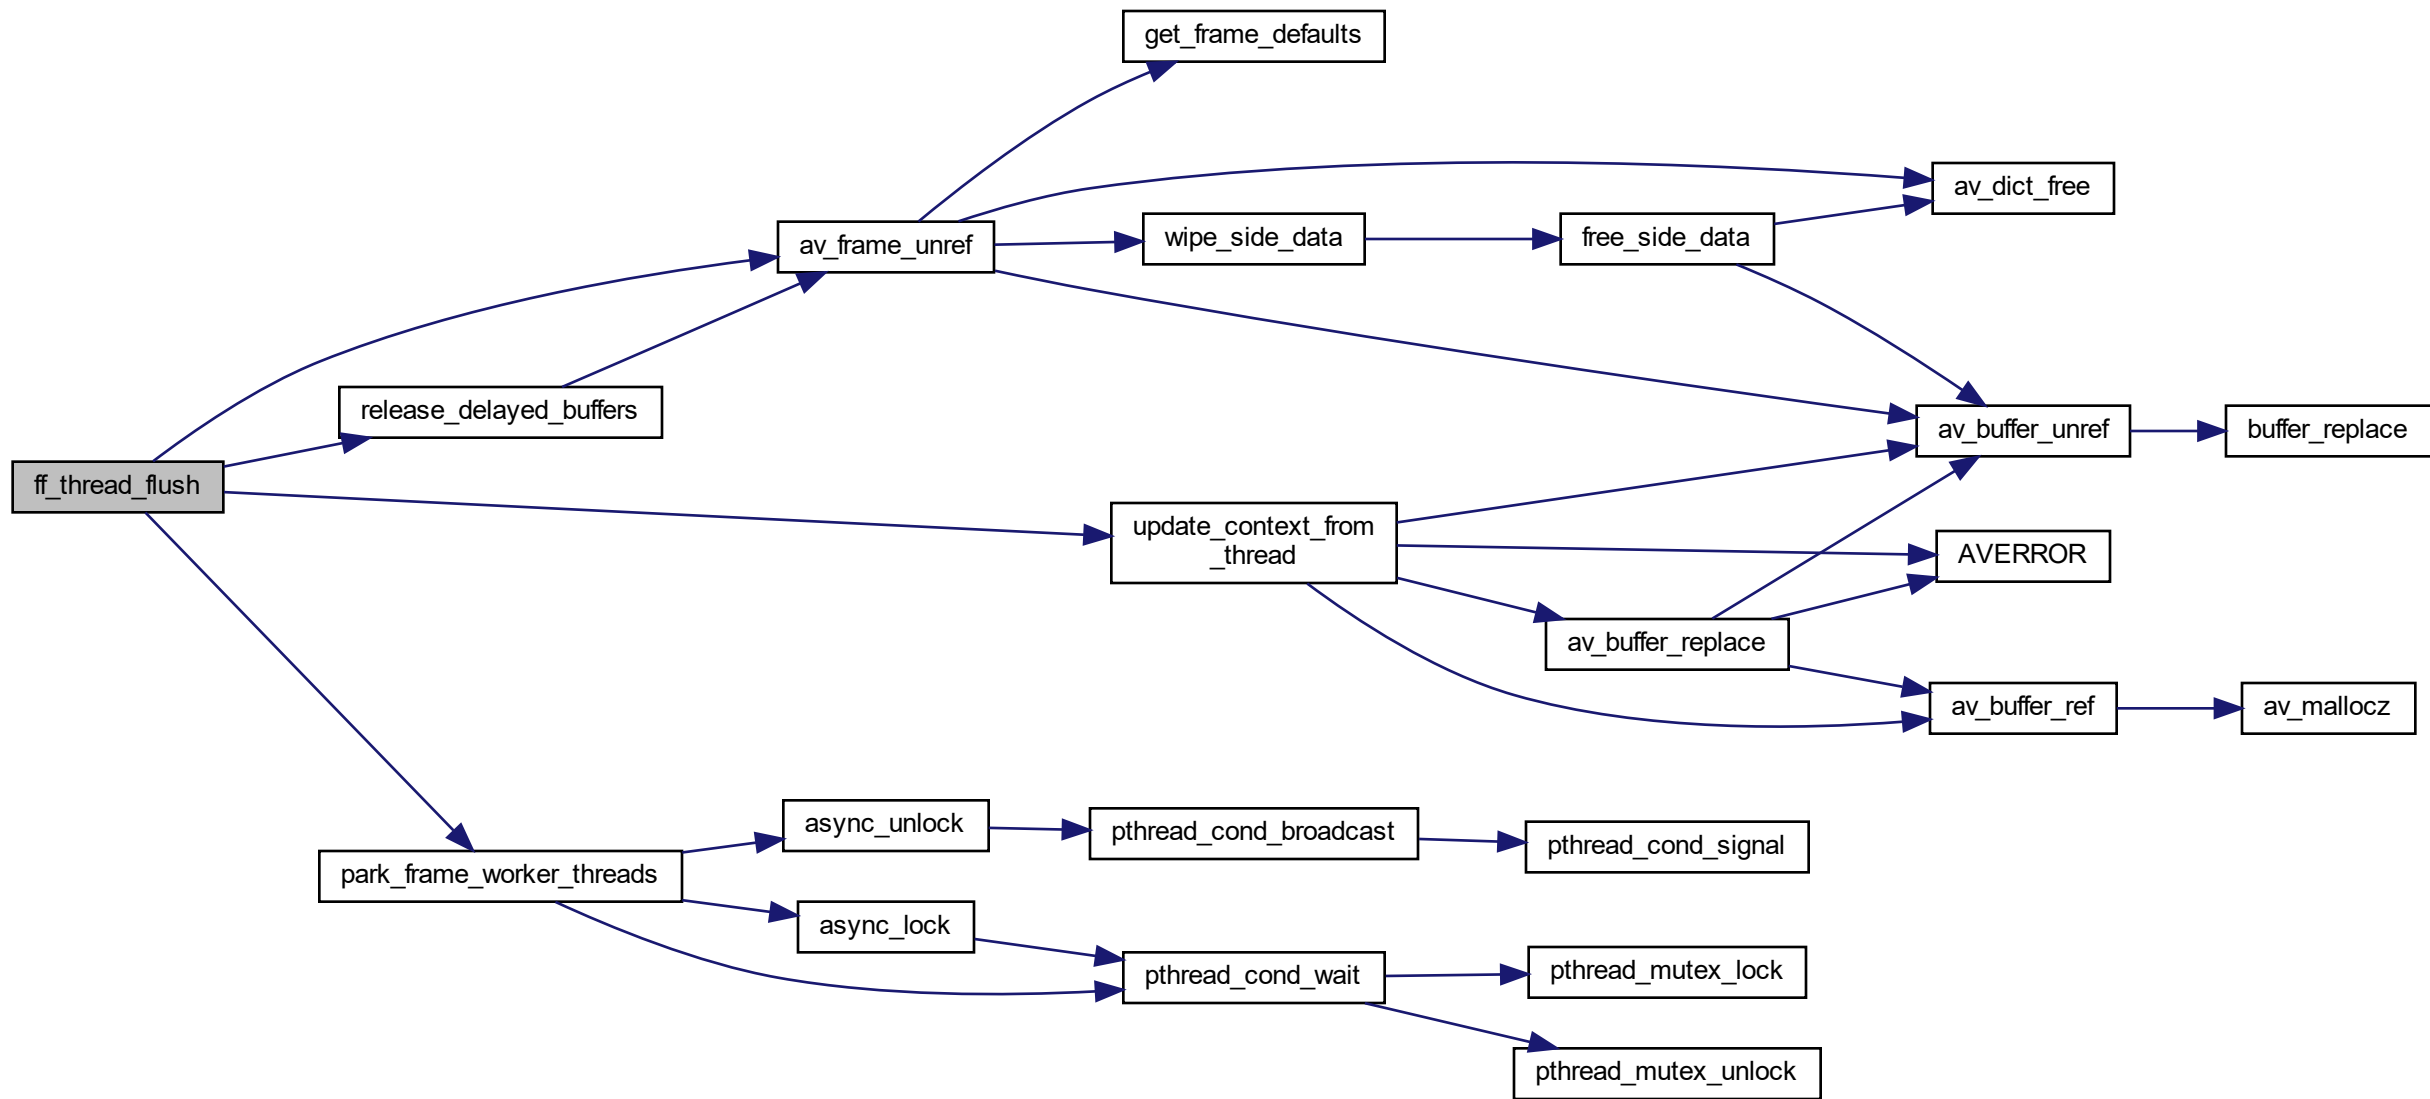 get_frame_defaults
av_dict_free
av_frame_unref
wipe_side_data
free_side_data
release_delayed_buffers
av_buffer_unref
buffer_replace
ff_thread_flush
update_context_from
_thread
AVERROR
av_buffer_replace
av_buffer_ref
av_mallocz
async_unlock
pthread_cond_broadcast
pthread_cond_signal
park_frame_worker_threads
async_lock
pthread_cond_wait
pthread_mutex_lock
pthread_mutex_unlock